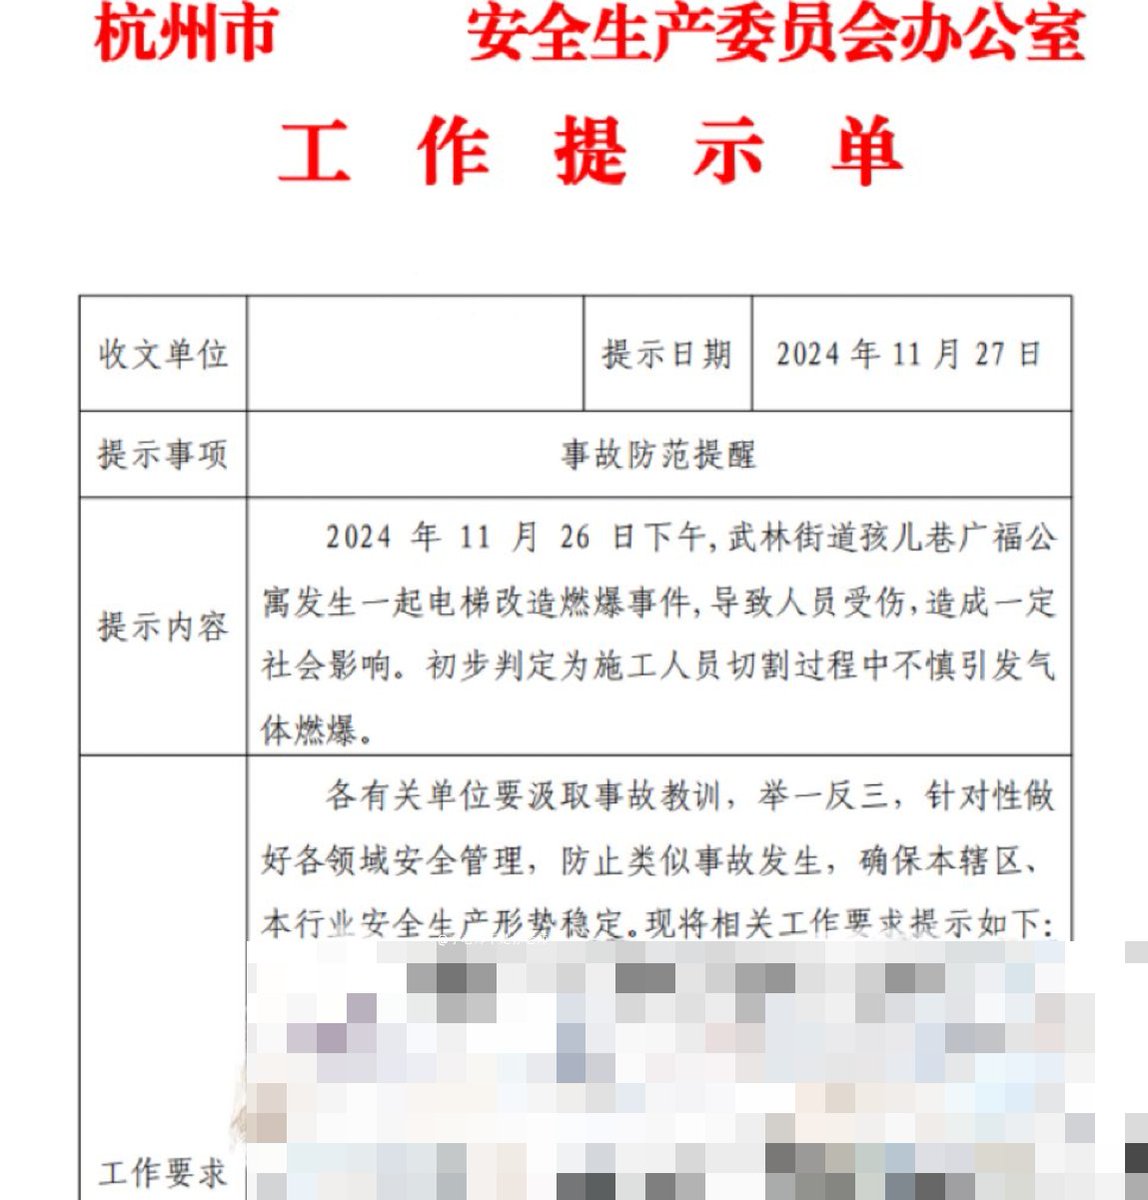 杭州市 安全生产委员会办公室
工作提示单
收文单位 提示日期 2024年11月27日
提示事项 事故防范提醒
2024 年 11 月 26 日下午,武林街道孩儿巷广福公
寓发生一起电梯改造燃爆事件,导致人员受伤,造成一定
提示内容
社会影响。初步判定为施工人员切割过程中不慎引发气
体燃爆。
各有关单位要汲取事故教训，举一反三，针对性做
好各领域安全管理，防止类似事故发生，确保本辖区、
本行业安全生产形势稳定。现将相关工作要求提示如下：
工作要求